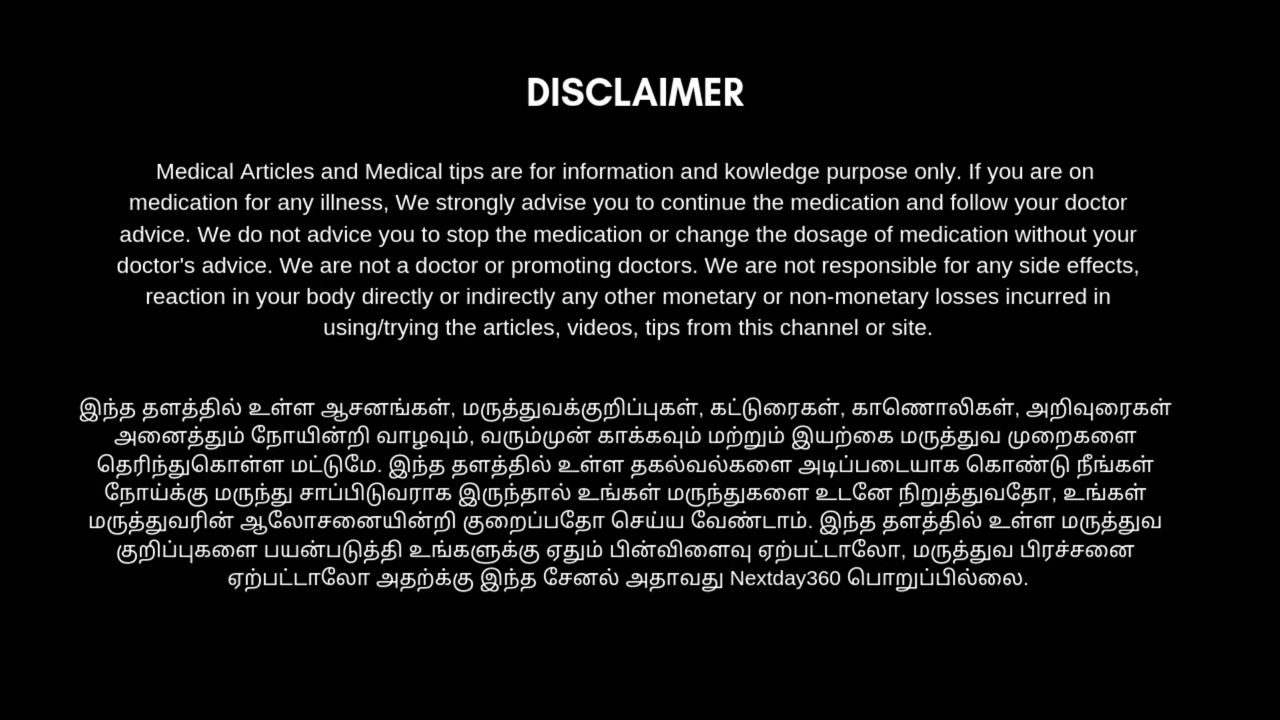 DISCLAIMER
Medical Articles and Medical tips are for information and kowledge purpose only. If you are on
medication for any illness, We strongly advise you to continue the medication and follow your doctor
advice. We do not advice you to stop the medication or change the dosage of medication without your
doctor's advice. We are not a doctor or promoting doctors. We are not responsible for any side effects,
reaction in your body directly or indirectly any other monetary or non-monetary losses incurred in
using/trying the articles, videos, tips from this channel or site.
இந்த தளத்தில் உள்ள ஆசனங்கள், மருத்துவக்குறிப்புகள், கட்டுரைகள், காணொலிகள், அறிவுரைகள்
அனைத்தும் நோயின்றி வாழவும், வரும்முன் காக்கவும் மற்றும் இயற்கை மருத்துவ முறைகளை
தெரிந்துகொள்ள மட்டுமே. இந்த தளத்தில் உள்ள தகல்வல்களை அடிப்படையாக கொண்டு நீங்கள்
நோய்க்கு மருந்து சாப்பிடுவராக இருந்தால் உங்கள் மருந்துகளை உடனே நிறுத்துவதோ, உங்கள்
மருத்துவரின் ஆலோசனையின்றி குறைப்பதோ செய்ய வேண்டாம். இந்த தளத்தில் உள்ள மருத்துவ
குறிப்புகளை பயன்படுத்தி உங்களுக்கு ஏதும் பின்விளைவு ஏற்பட்டாலோ, மருத்துவ பிரச்சனை
ஏற்பட்டாலோ அதற்க்கு இந்த சேனல் அதாவது Nextday360 பொறுப்பில்லை.